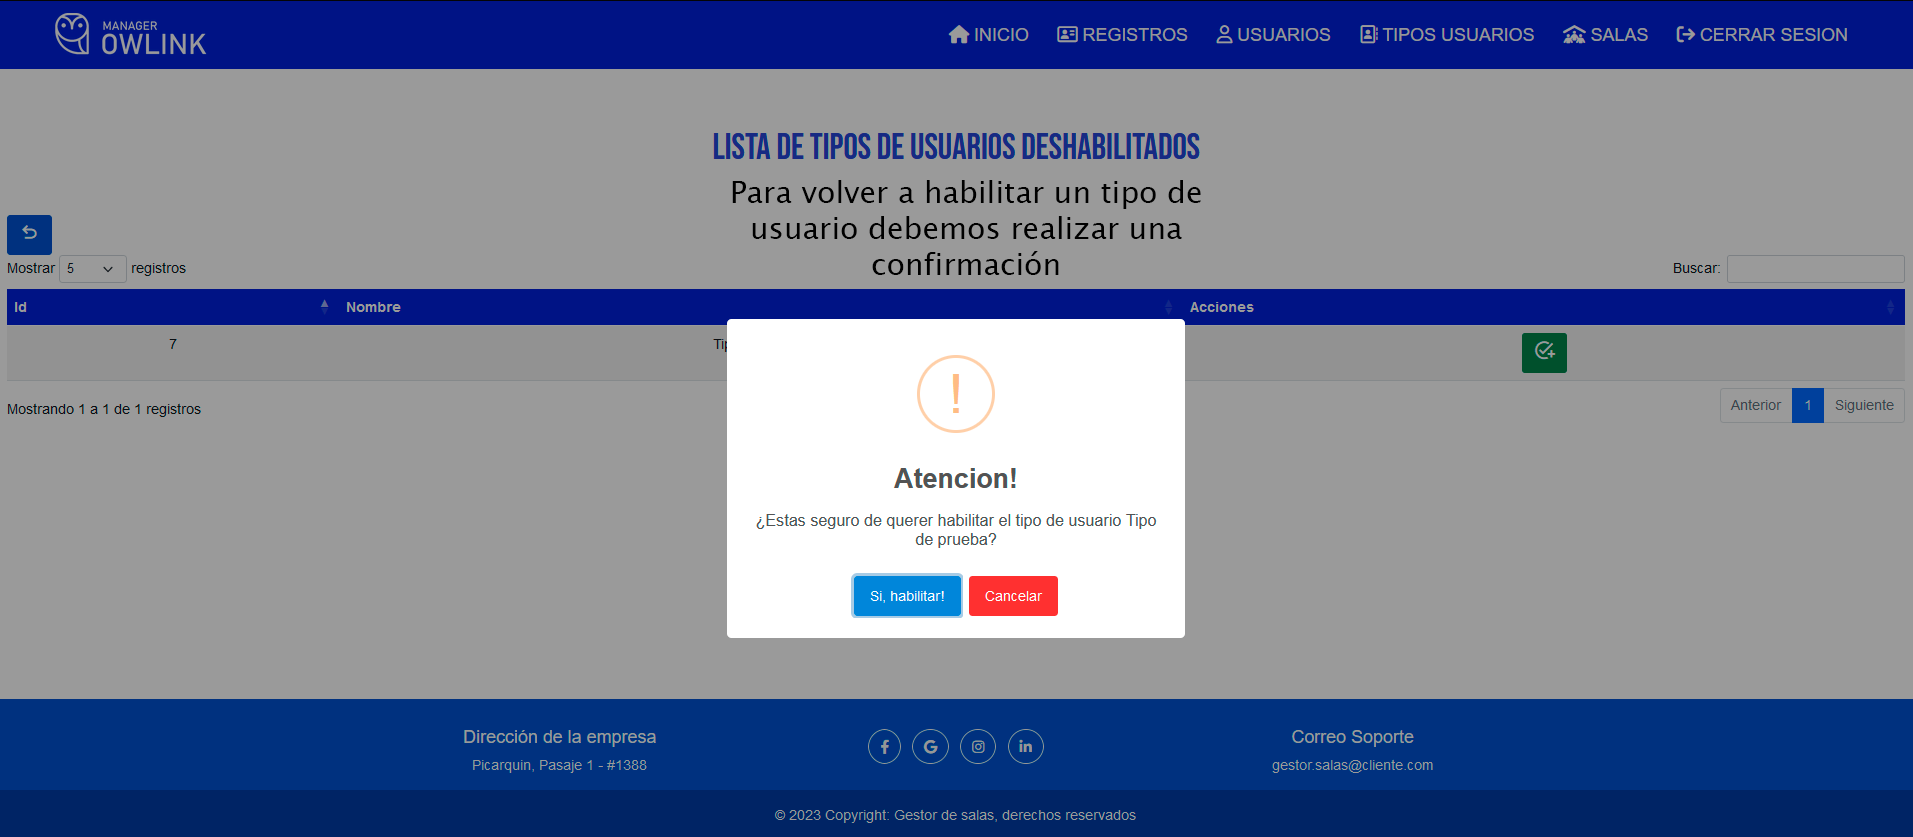 MANAGER
OWLINK
INICIO
REGISTROS
USUARIOS
TIPOS USUARIOS
SALAS
CERRAR SESION
LISTA DE TIPOS DE USUARIOS DESHABILITADOS
Para volver a habilitar un tipo de
usuario debemos realizar una
confirmación
Mostrar 5 registros
Buscar:
Id
Nombre
Acciones
7
Mostrando 1 a 1 de 1 registros
Anterior
1
Siguiente
!
Atencion!
¿Estas seguro de querer habilitar el tipo de usuario Tipo
de prueba?
Si, habilitar!
Cancelar
Dirección de la empresa
Picarquin, Pasaje 1 - #1388
Correo Soporte
gestor.salas@cliente.com
© 2023 Copyright: Gestor de salas, derechos reservados